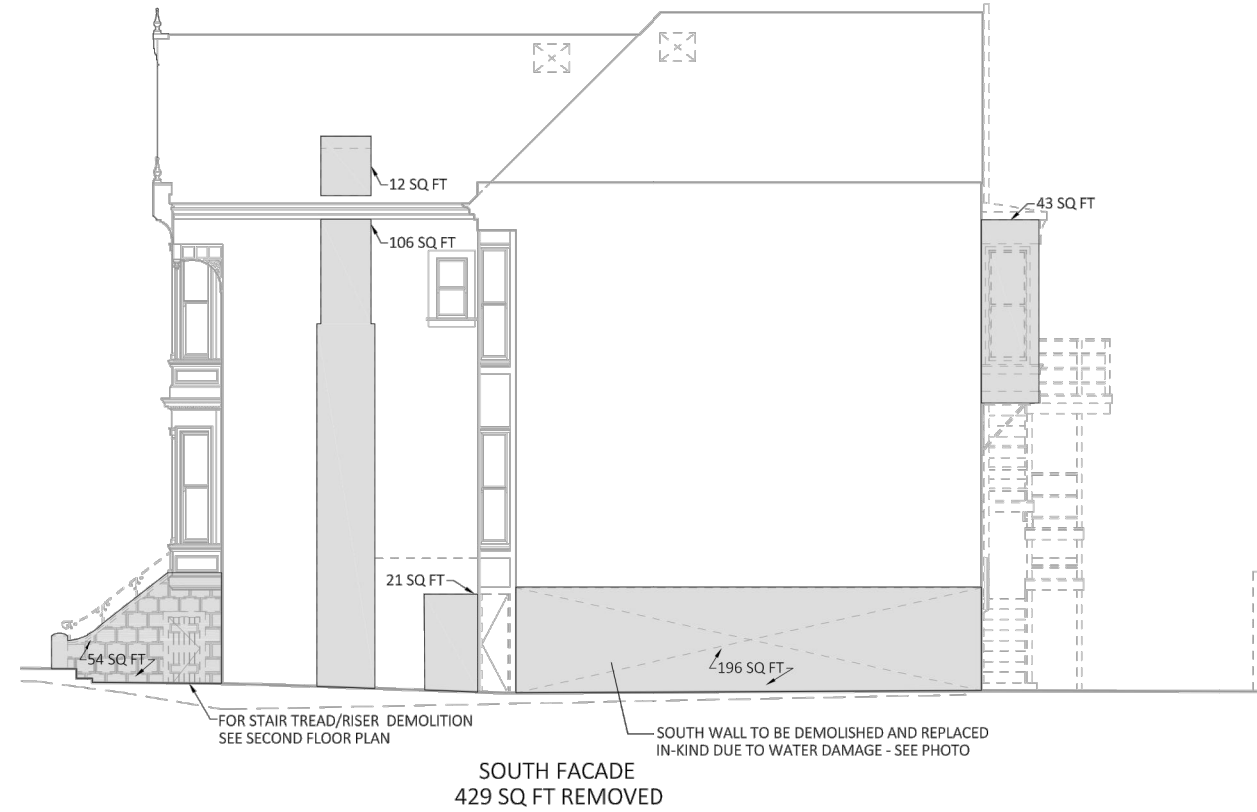 12 SQ FT
43 SQ FT
106 SQ FT
21 SQ FT
54 SQ FT
196 SQ FT
FOR STAIR TREAD/RISER DEMOLITION
SEE SECOND FLOOR PLAN
SOUTH WALL TO BE DEMOLISHED AND REPLACED
IN-KIND DUE TO WATER DAMAGE - SEE PHOTO
SOUTH FACADE
429 SQ FT REMOVED